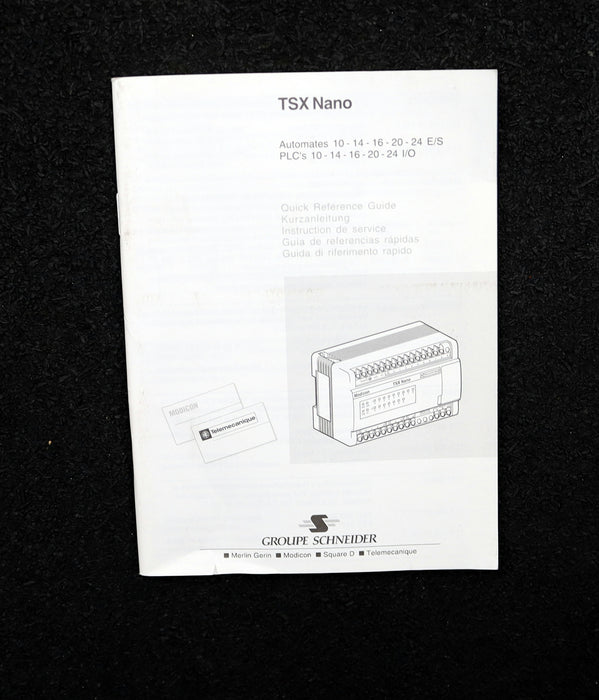 TSX Nano
Automates 10 - 14 - 16 - 20 - 24 E/S
PLC's 10 - 14 - 16 - 20 - 24 I/O
Quick Reference Guide
Kurzanleitung
Instruction de service
Guia de referencias rápidas
Guida di riferimento rapido
Modicon
TSX Nano
MODICON
Telemecanique
GROUPE SCHNEIDER
Merlin Gerin Modicon Square D Telemecanique